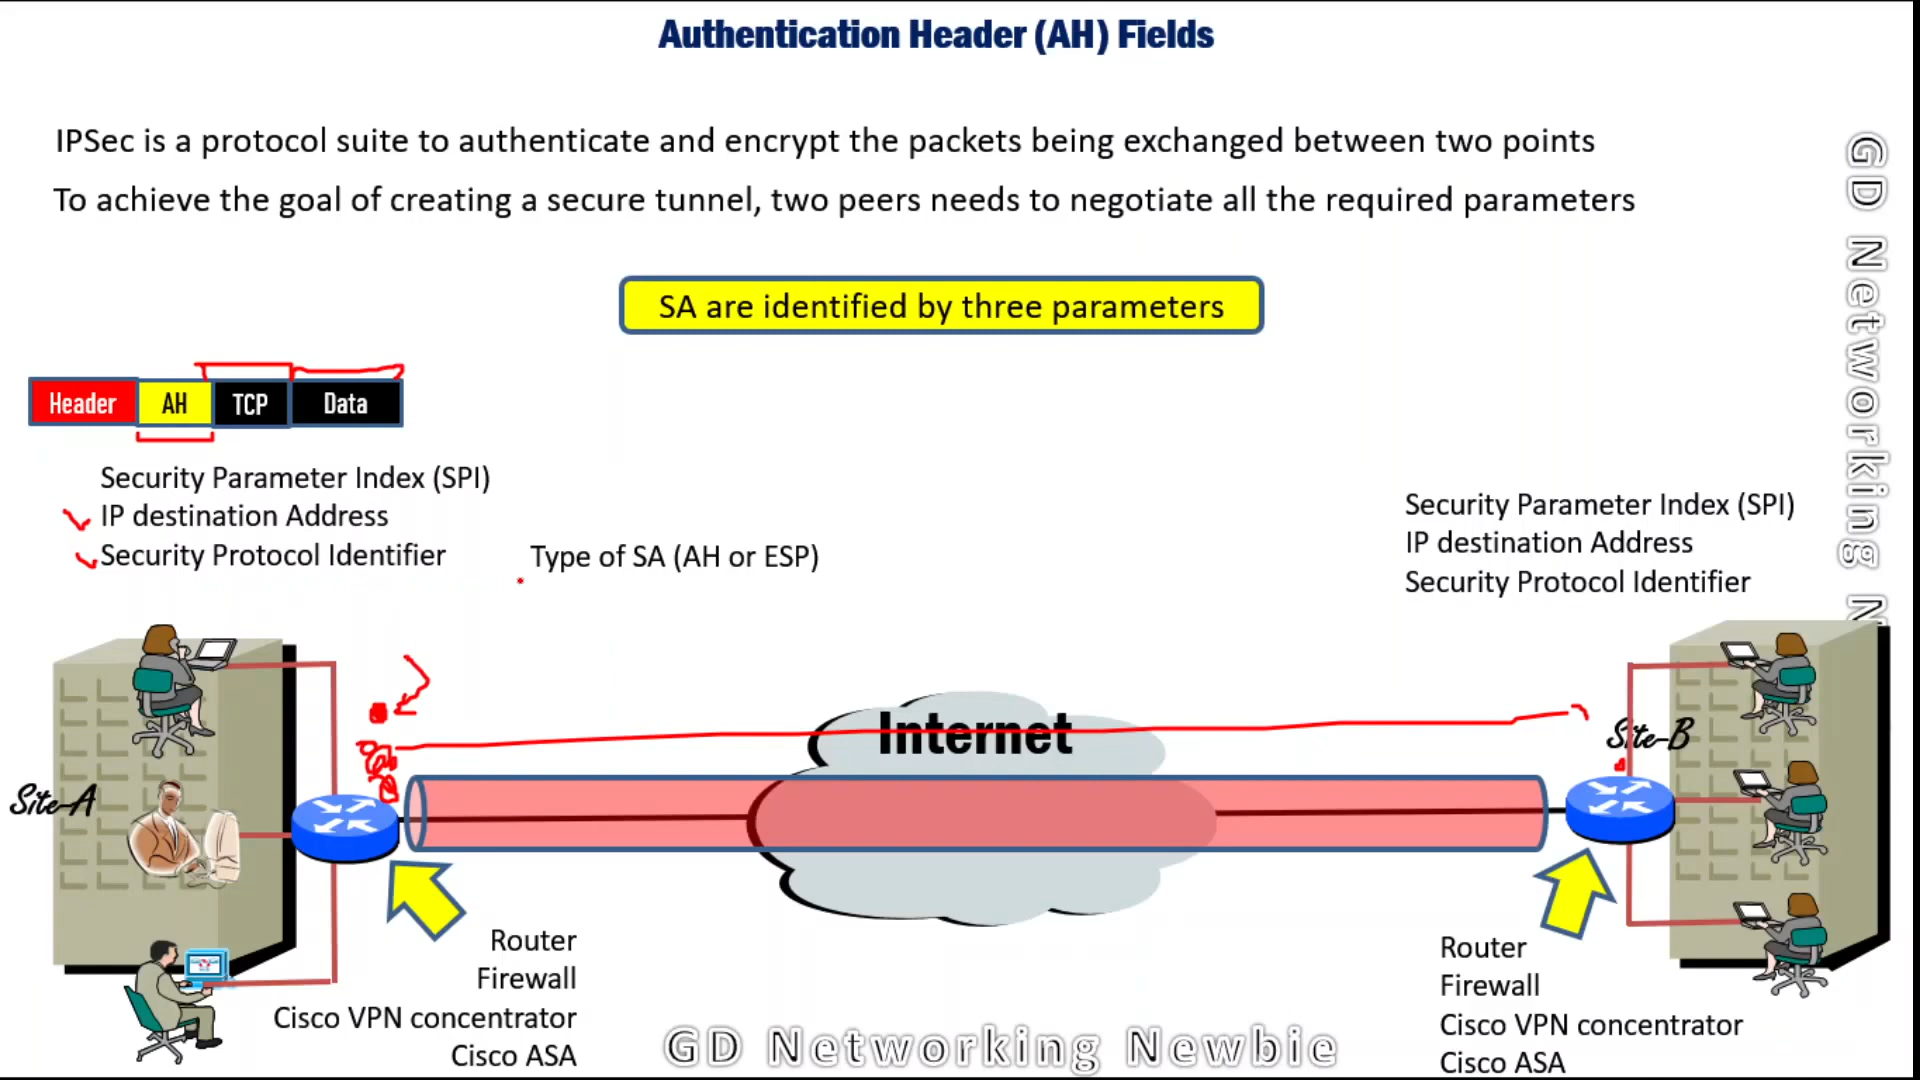 Authentication Header (AH) Fields
IPSec is a protocol suite to authenticate and encrypt the packets being exchanged between two points
To achieve the goal of creating a secure tunnel, two peers needs to negotiate all the required parameters
SA are identified by three parameters
Header AH TCP Data
Security Parameter Index (SPI)
IP destination Address
Security Protocol Identifier
Type of SA (AH or ESP)
Security Parameter Index (SPI)
IP destination Address
Security Protocol Identifier
Internet
Site-A
Site-B
Router
Firewall
Cisco VPN concentrator
Cisco ASA
Router
Firewall
Cisco VPN concentrator
Cisco ASA
GD Networking Newbie
GD Networking N